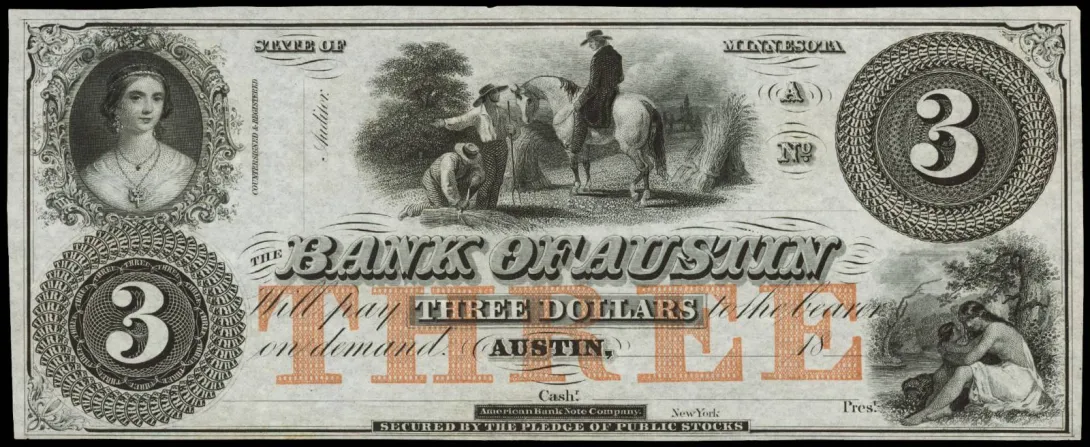 STATE OF MINNESOTA
COUNTERSIGNED & REGISTERED
Auditor.
A
No
3
THE BANK OF AUSTIN
Will pay THREE DOLLARS to the bearer
THREE
on demand. AUSTIN, 18
3
Cash.r
Pres.t
American Bank Note Company. New York
SECURED BY THE PLEDGE OF PUBLIC STOCKS